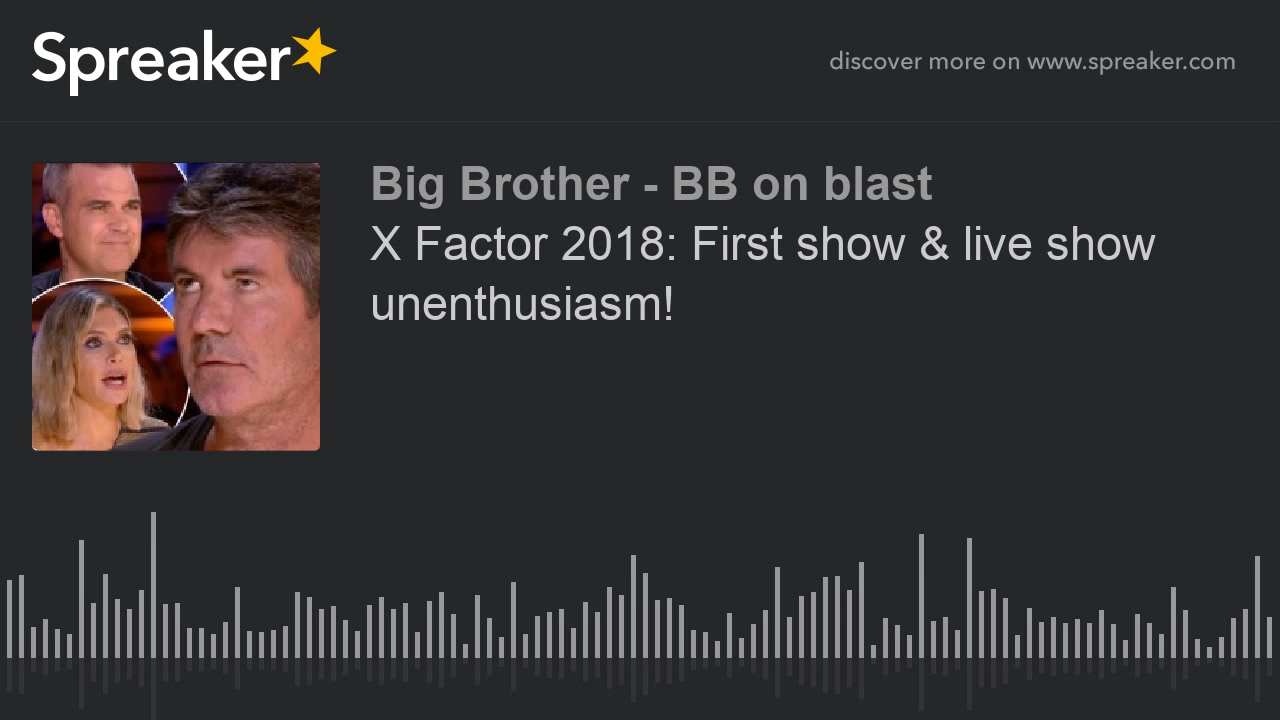 Spreaker
discover more on www.spreaker.com
Big Brother - BB on blast
X Factor 2018: First show & live show
unenthusiasm!